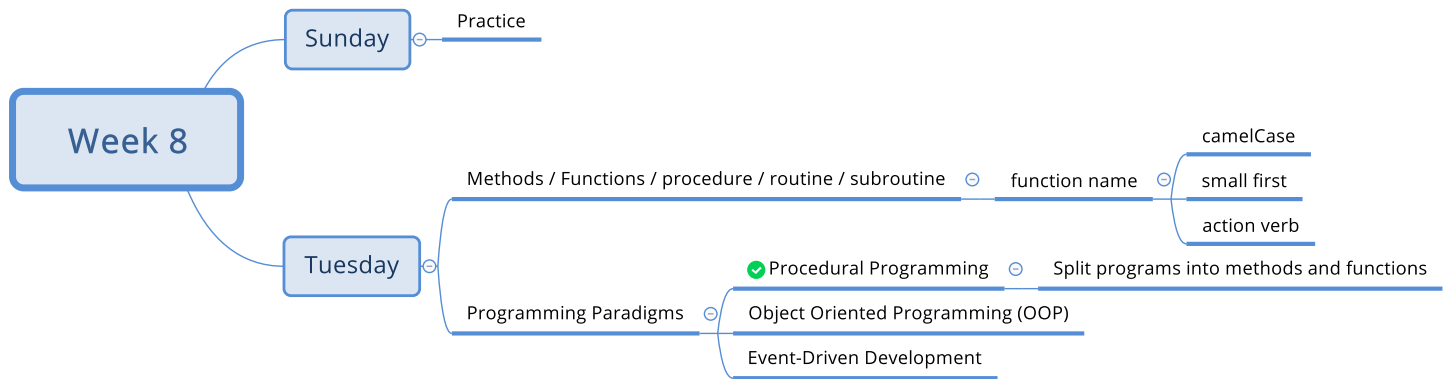 Week 8
Sunday
Practice
Tuesday
Methods / Functions / procedure / routine / subroutine
function name
camelCase
small first
action verb
Programming Paradigms
Procedural Programming
Split programs into methods and functions
Object Oriented Programming (OOP)
Event-Driven Development